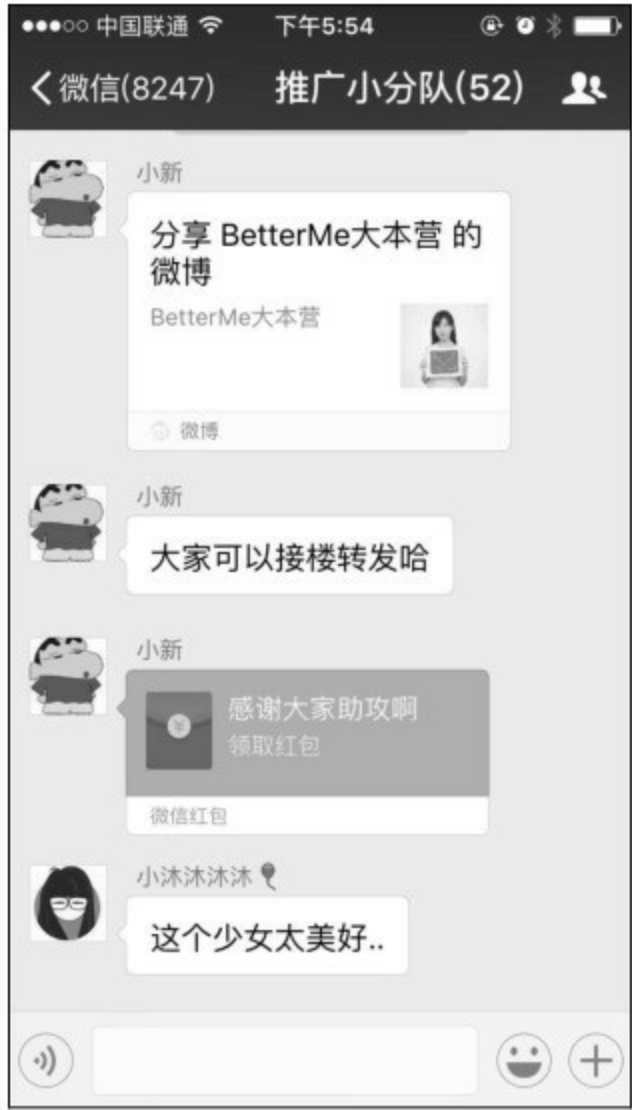 中国联通 下午5:54
微信(8247) 推广小分队(52)
小新
分享 BetterMe大本营 的
微博
BetterMe大本营
微博
小新
大家可以接楼转发哈
小新
感谢大家助攻啊
领取红包
微信红包
小沐沐沐沐
这个少女太美好..